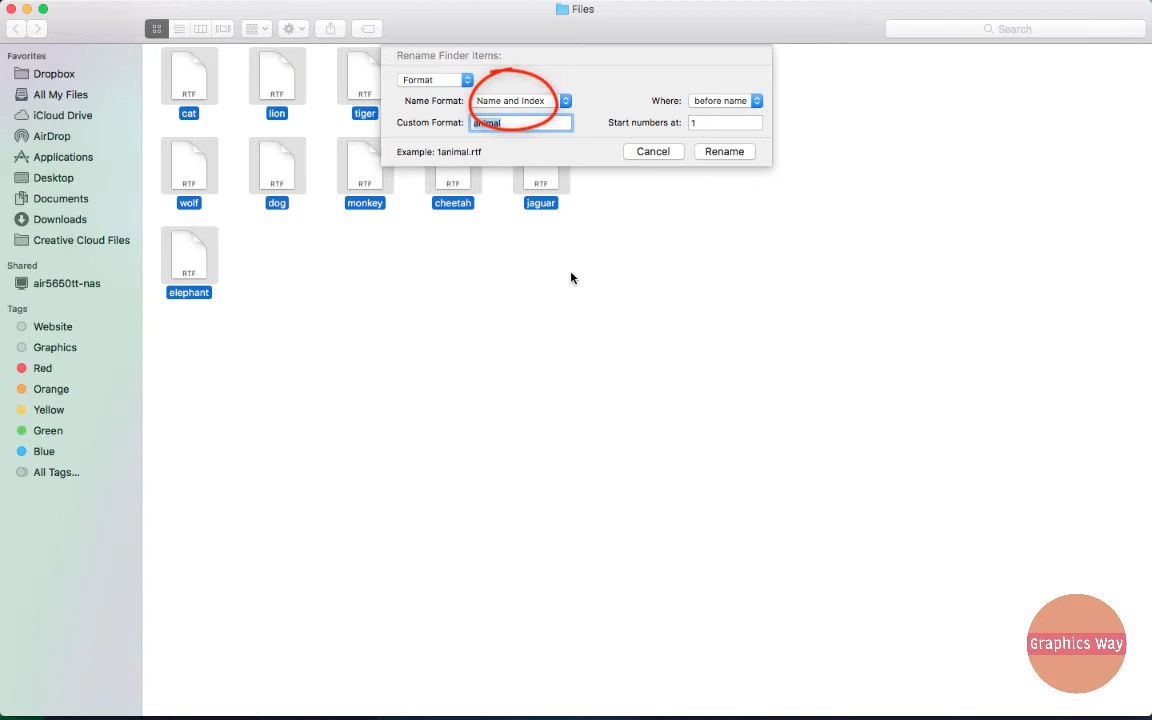 Files
Search
Favorites
Dropbox
All My Files
iCloud Drive
AirDrop
Applications
Desktop
Documents
Downloads
Creative Cloud Files
Shared
air5650tt-nas
Tags
Website
Graphics
Red
Orange
Yellow
Green
Blue
All Tags...
Rename Finder Items:
Format
Name Format: Name and Index Where: before name
Custom Format: animal Start numbers at: 1
Example: 1animal.rtf Cancel Rename
RTF RTF RTF
cat lion tiger
RTF RTF RTF RTF RTF
wolf dog monkey cheetah jaguar
RTF
elephant
Graphics Way